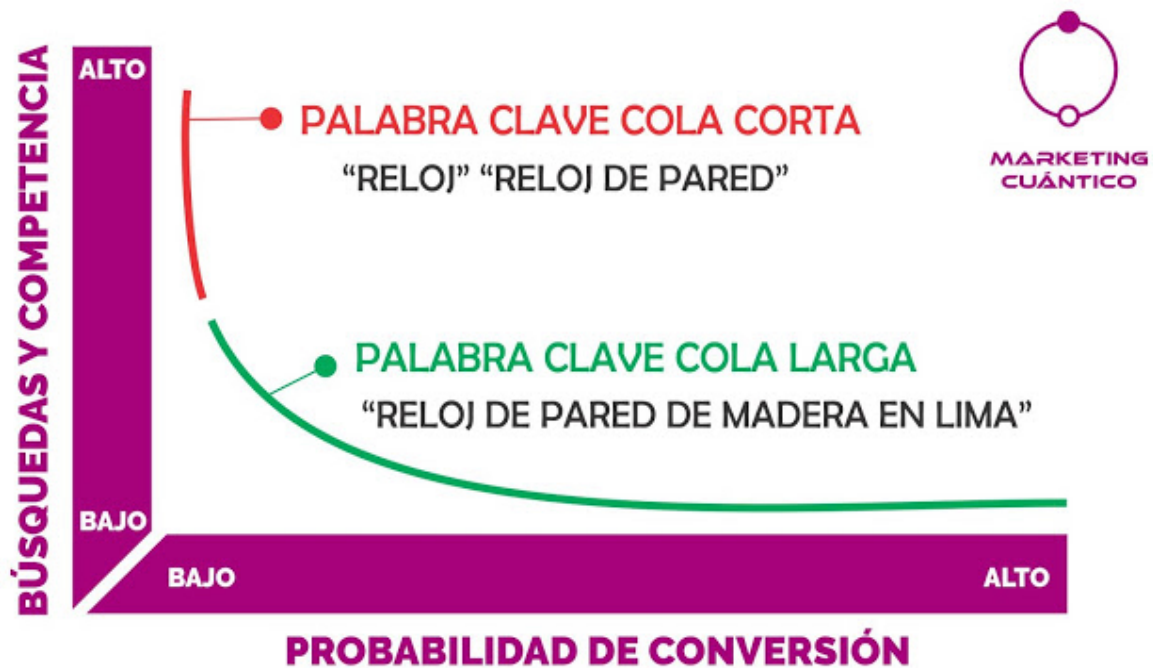 BÚSQUEDAS Y COMPETENCIA
ALTO
PALABRA CLAVE COLA CORTA
“RELOJ” “RELOJ DE PARED”
MARKETING
CUÁNTICO
PALABRA CLAVE COLA LARGA
“RELOJ DE PARED DE MADERA EN LIMA”
BAJO
BAJO
ALTO
PROBABILIDAD DE CONVERSIÓN